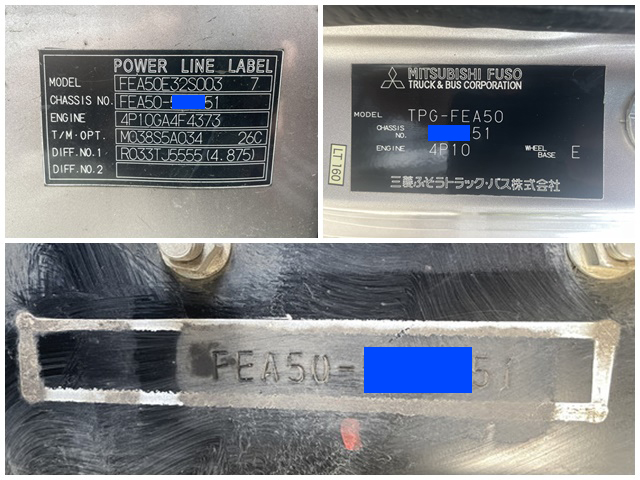 POWER LINE LABEL
MODEL FEA50E32S003 7
CHASSIS NO. FEA50- 51
ENGINE 4P10GA4F4373
T/M・OPT. M038S5A034 26C
DIFF.NO.1 R0331J5555(4.875)
DIFF.NO.2
MITSUBISHI FUSO
TRUCK & BUS CORPORATION
MODEL TPG-FEA50
CHASSIS NO. 51
ENGINE 4P10 WHEEL BASE E
三菱ふそうトラック・バス株式会社
LT160
FEA50- 51